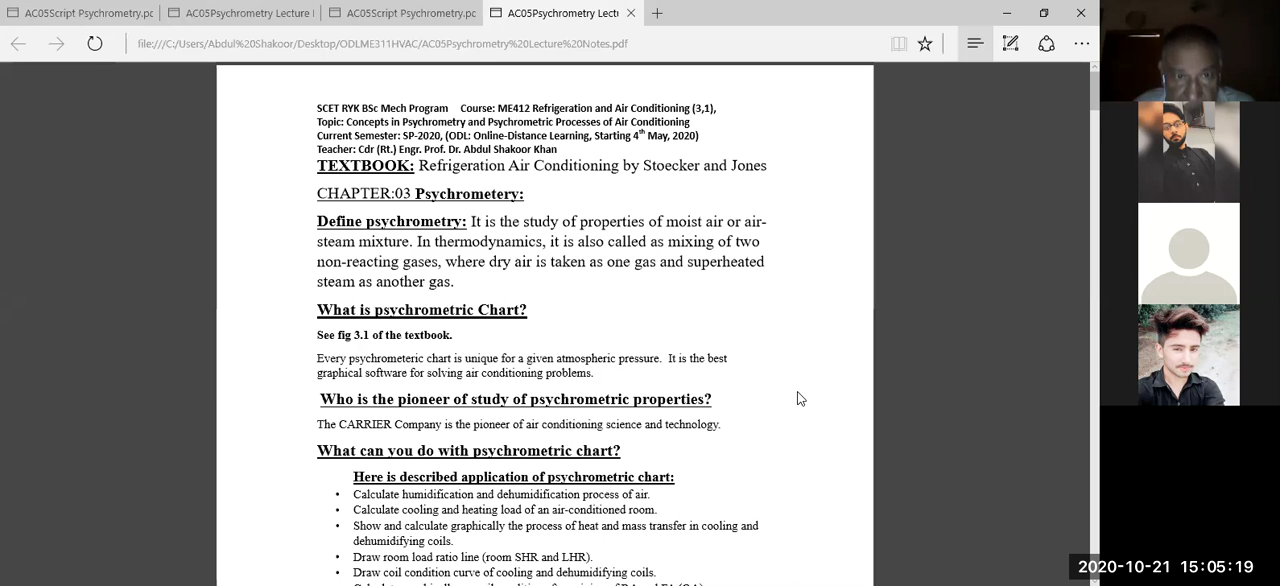 AC05Script Psychrometry.pc
AC05Psychrometry Lecture
AC05Script Psychrometry.pc
AC05Psychrometry Lectu
file:///C:/Users/Abdul%20Shakoor/Desktop/ODLME311HVAC/AC05Psychrometry%20Lecture%20Notes.pdf
SCET RYK BSc Mech Program Course: ME412 Refrigeration and Air Conditioning (3,1),
Topic: Concepts in Psychrometry and Psychrometric Processes of Air Conditioning
Current Semester: SP-2020, (ODL: Online-Distance Learning, Starting 4th May, 2020)
Teacher: Cdr (Rt.) Engr. Prof. Dr. Abdul Shakoor Khan
TEXTBOOK: Refrigeration Air Conditioning by Stoecker and Jones
CHAPTER:03 Psychrometery:
Define psychrometry: It is the study of properties of moist air or air-
steam mixture. In thermodynamics, it is also called as mixing of two
non-reacting gases, where dry air is taken as one gas and superheated
steam as another gas.
What is psychrometric Chart?
See fig 3.1 of the textbook.
Every psychrometeric chart is unique for a given atmospheric pressure. It is the best
graphical software for solving air conditioning problems.
Who is the pioneer of study of psychrometric properties?
The CARRIER Company is the pioneer of air conditioning science and technology.
What can you do with psychrometric chart?
Here is described application of psychrometric chart:
• Calculate humidification and dehumidification process of air.
• Calculate cooling and heating load of an air-conditioned room.
• Show and calculate graphically the process of heat and mass transfer in cooling and
dehumidifying coils.
• Draw room load ratio line (room SHR and LHR).
• Draw coil condition curve of cooling and dehumidifying coils.
2020-10-21 15:05:19